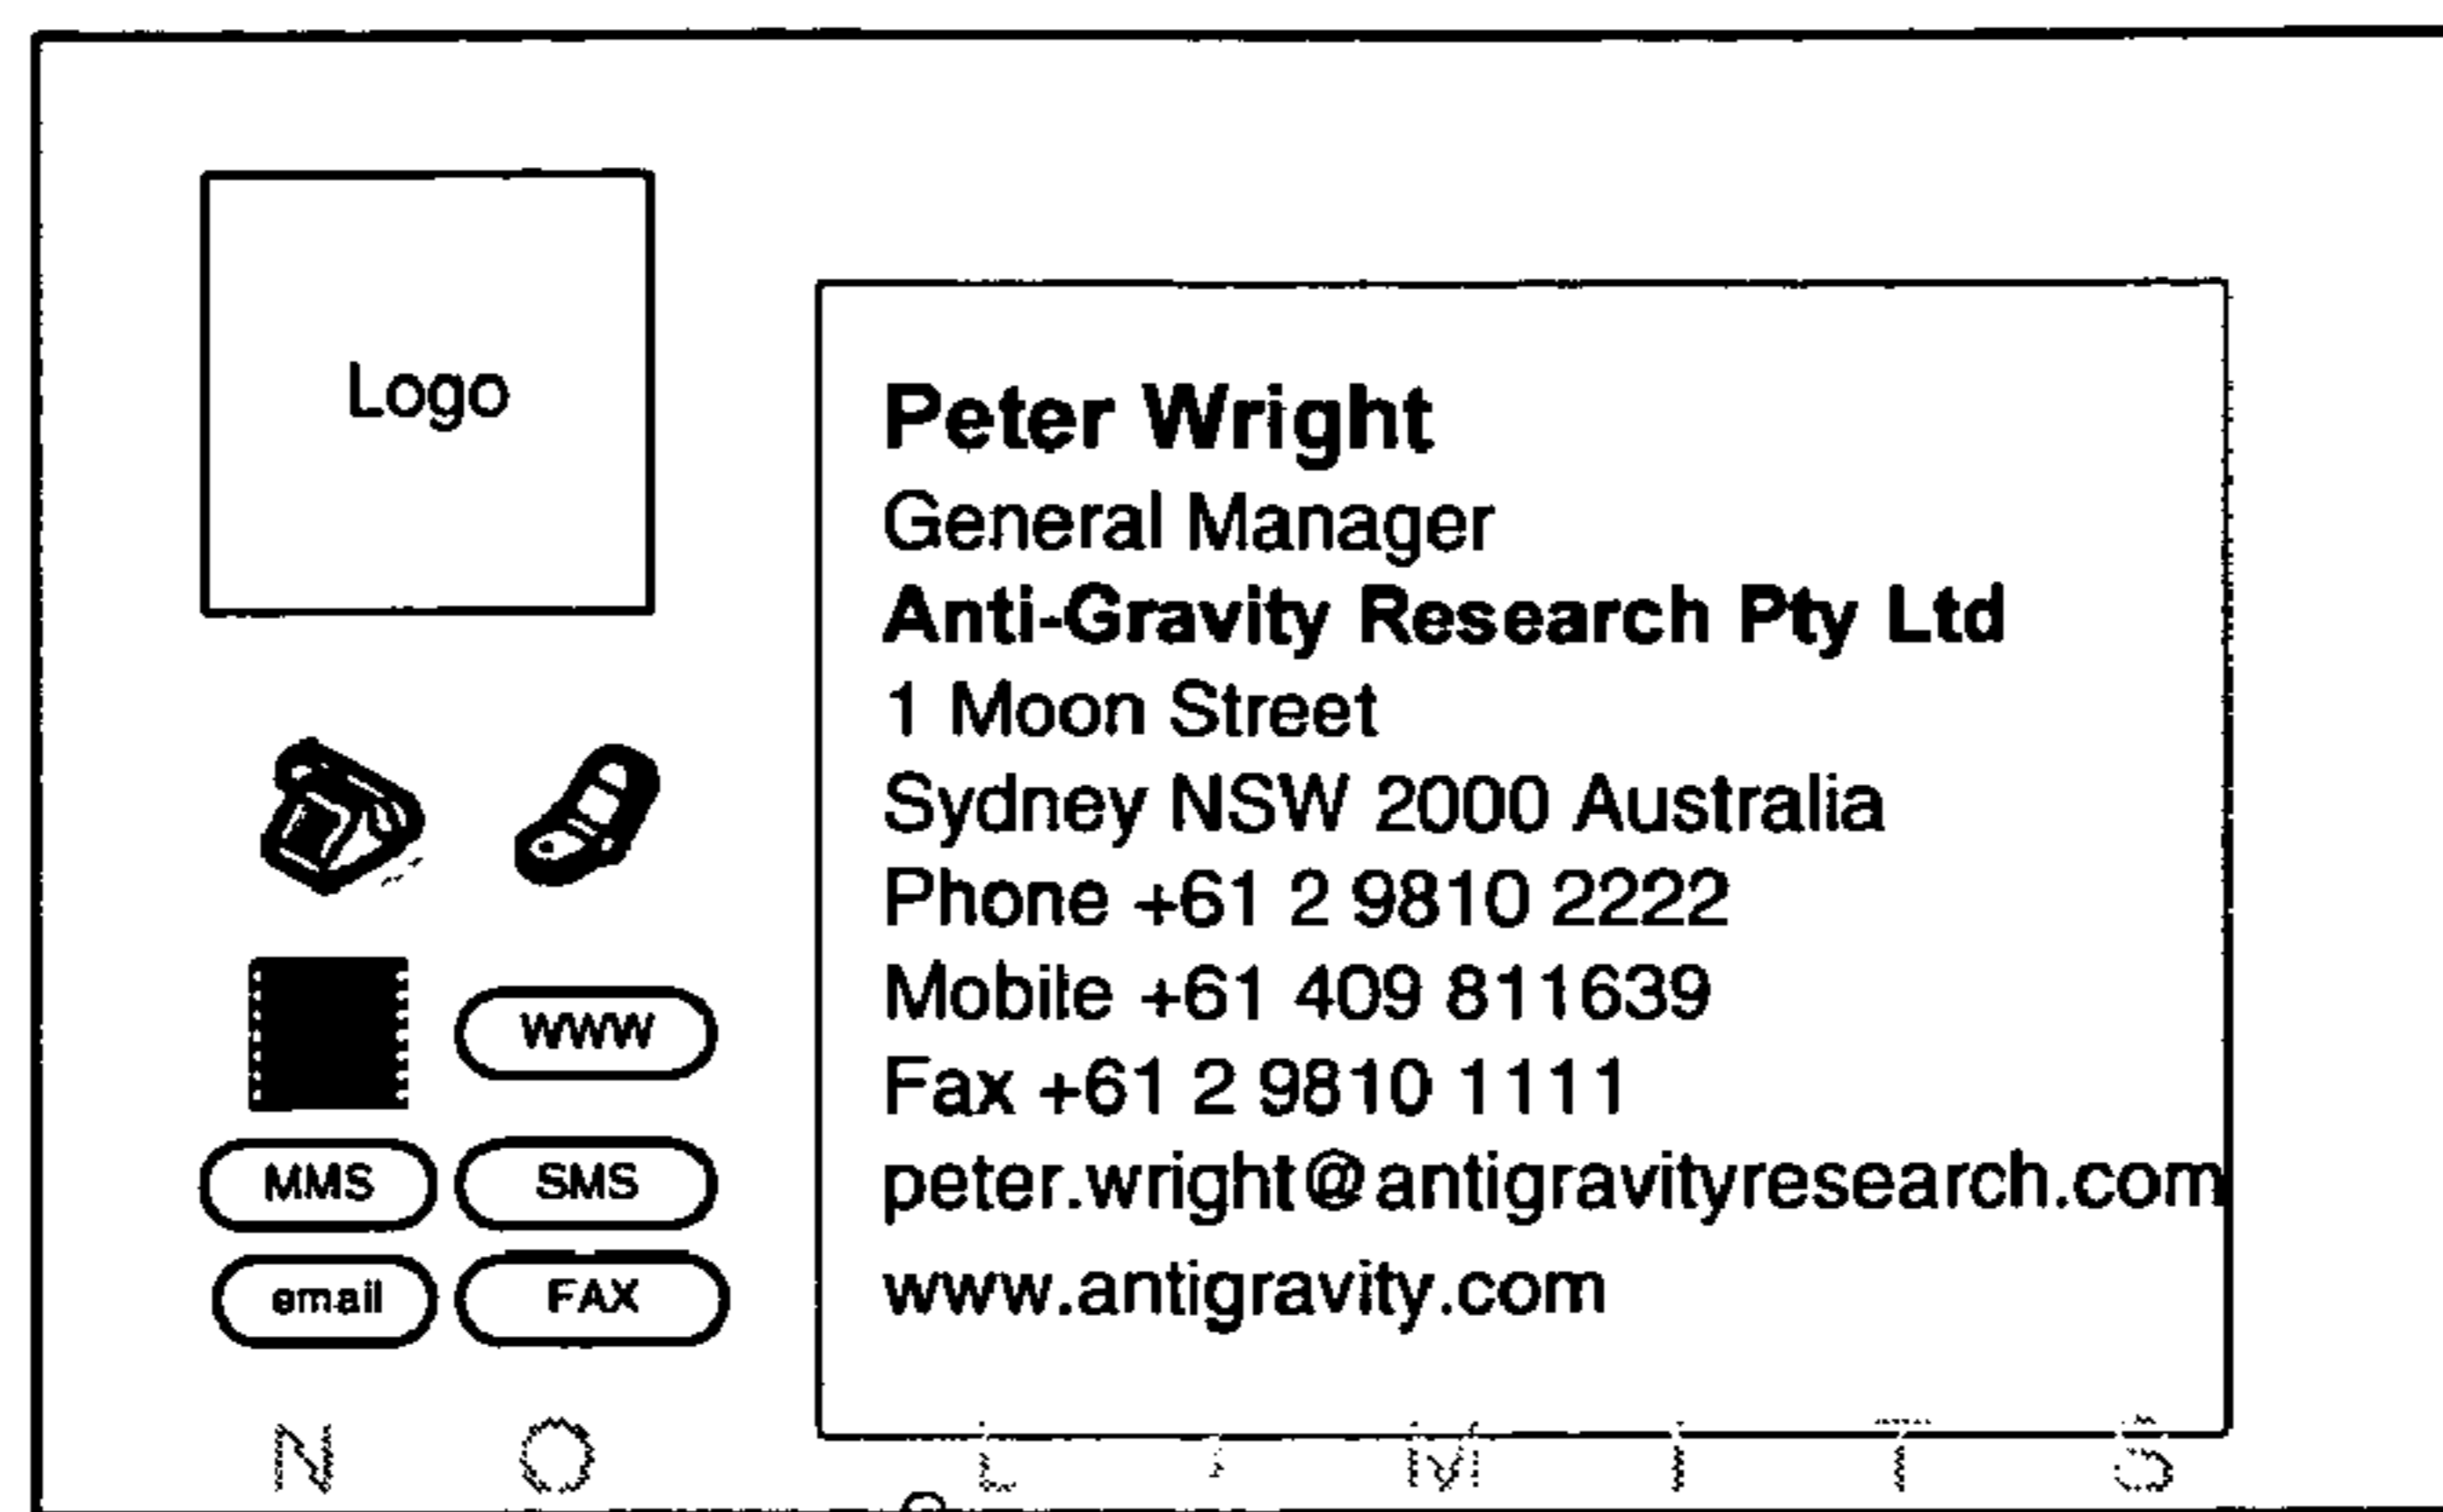 Logo
Peter Wright
General Manager
Anti-Gravity Research Pty Ltd
1 Moon Street
Sydney NSW 2000 Australia
Phone +61 2 9810 2222
Mobile +61 409 811639
Fax +61 2 9810 1111
peter.wright@antigravityresearch.com
www.antigravity.com
WWW
MMS SMS
email FAX
NO LIMITS